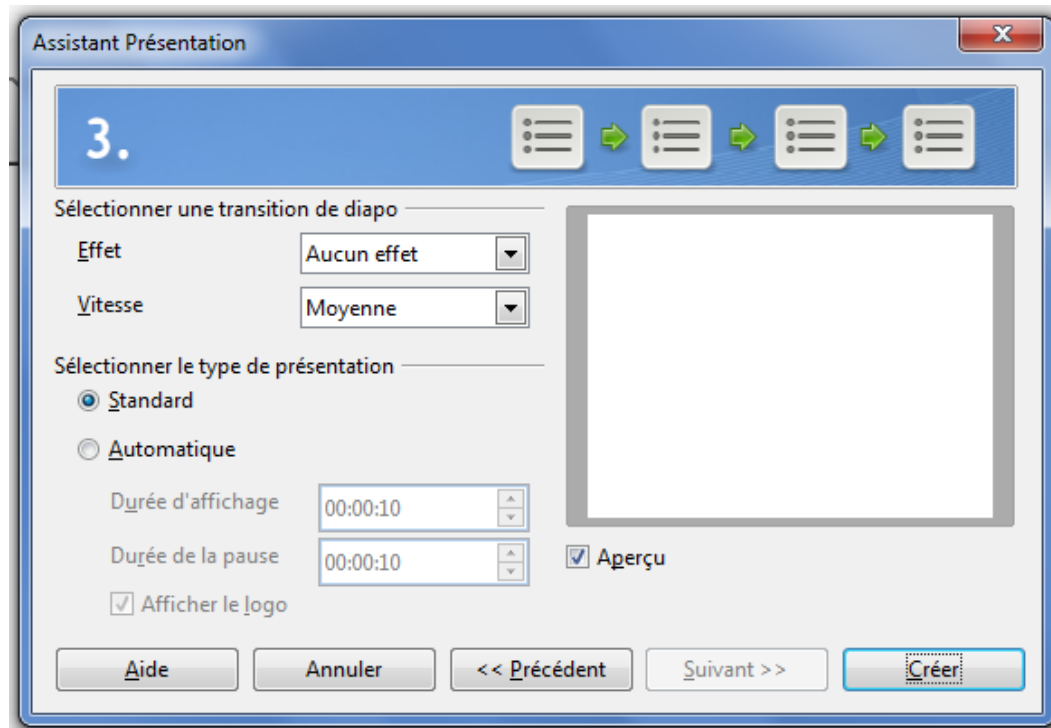 Assistant Présentation
3.
Sélectionner une transition de diapo
Effet Aucun effet
Vitesse Moyenne
Sélectionner le type de présentation
Standard
Automatique
Durée d'affichage 00:00:10
Durée de la pause 00:00:10
Aperçu
Afficher le logo
Aide Annuler << Précédent Suivant >> Créer